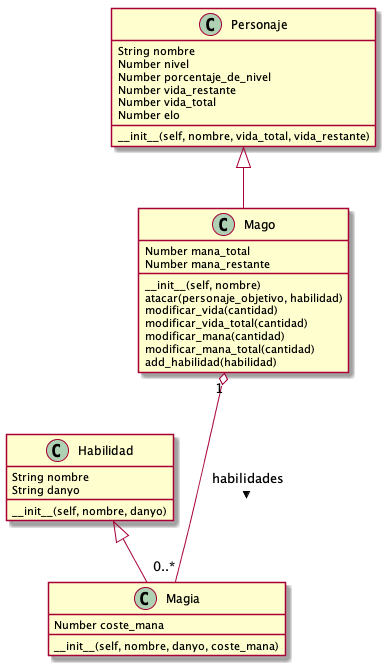 C Personaje
String nombre
Number nivel
Number porcentaje_de_nivel
Number vida_restante
Number vida_total
Number elo
__init__(self, nombre, vida_total, vida_restante)
C Mago
Number mana_total
Number mana_restante
__init__(self, nombre)
atacar(personaje_objetivo, habilidad)
modificar_vida(cantidad)
modificar_vida_total(cantidad)
modificar_mana(cantidad)
modificar_mana_total(cantidad)
add_habilidad(habilidad)
1
C Habilidad
String nombre
String danyo
__init__(self, nombre, danyo)
habilidades
0..*
C Magia
Number coste_mana
__init__(self, nombre, danyo, coste_mana)